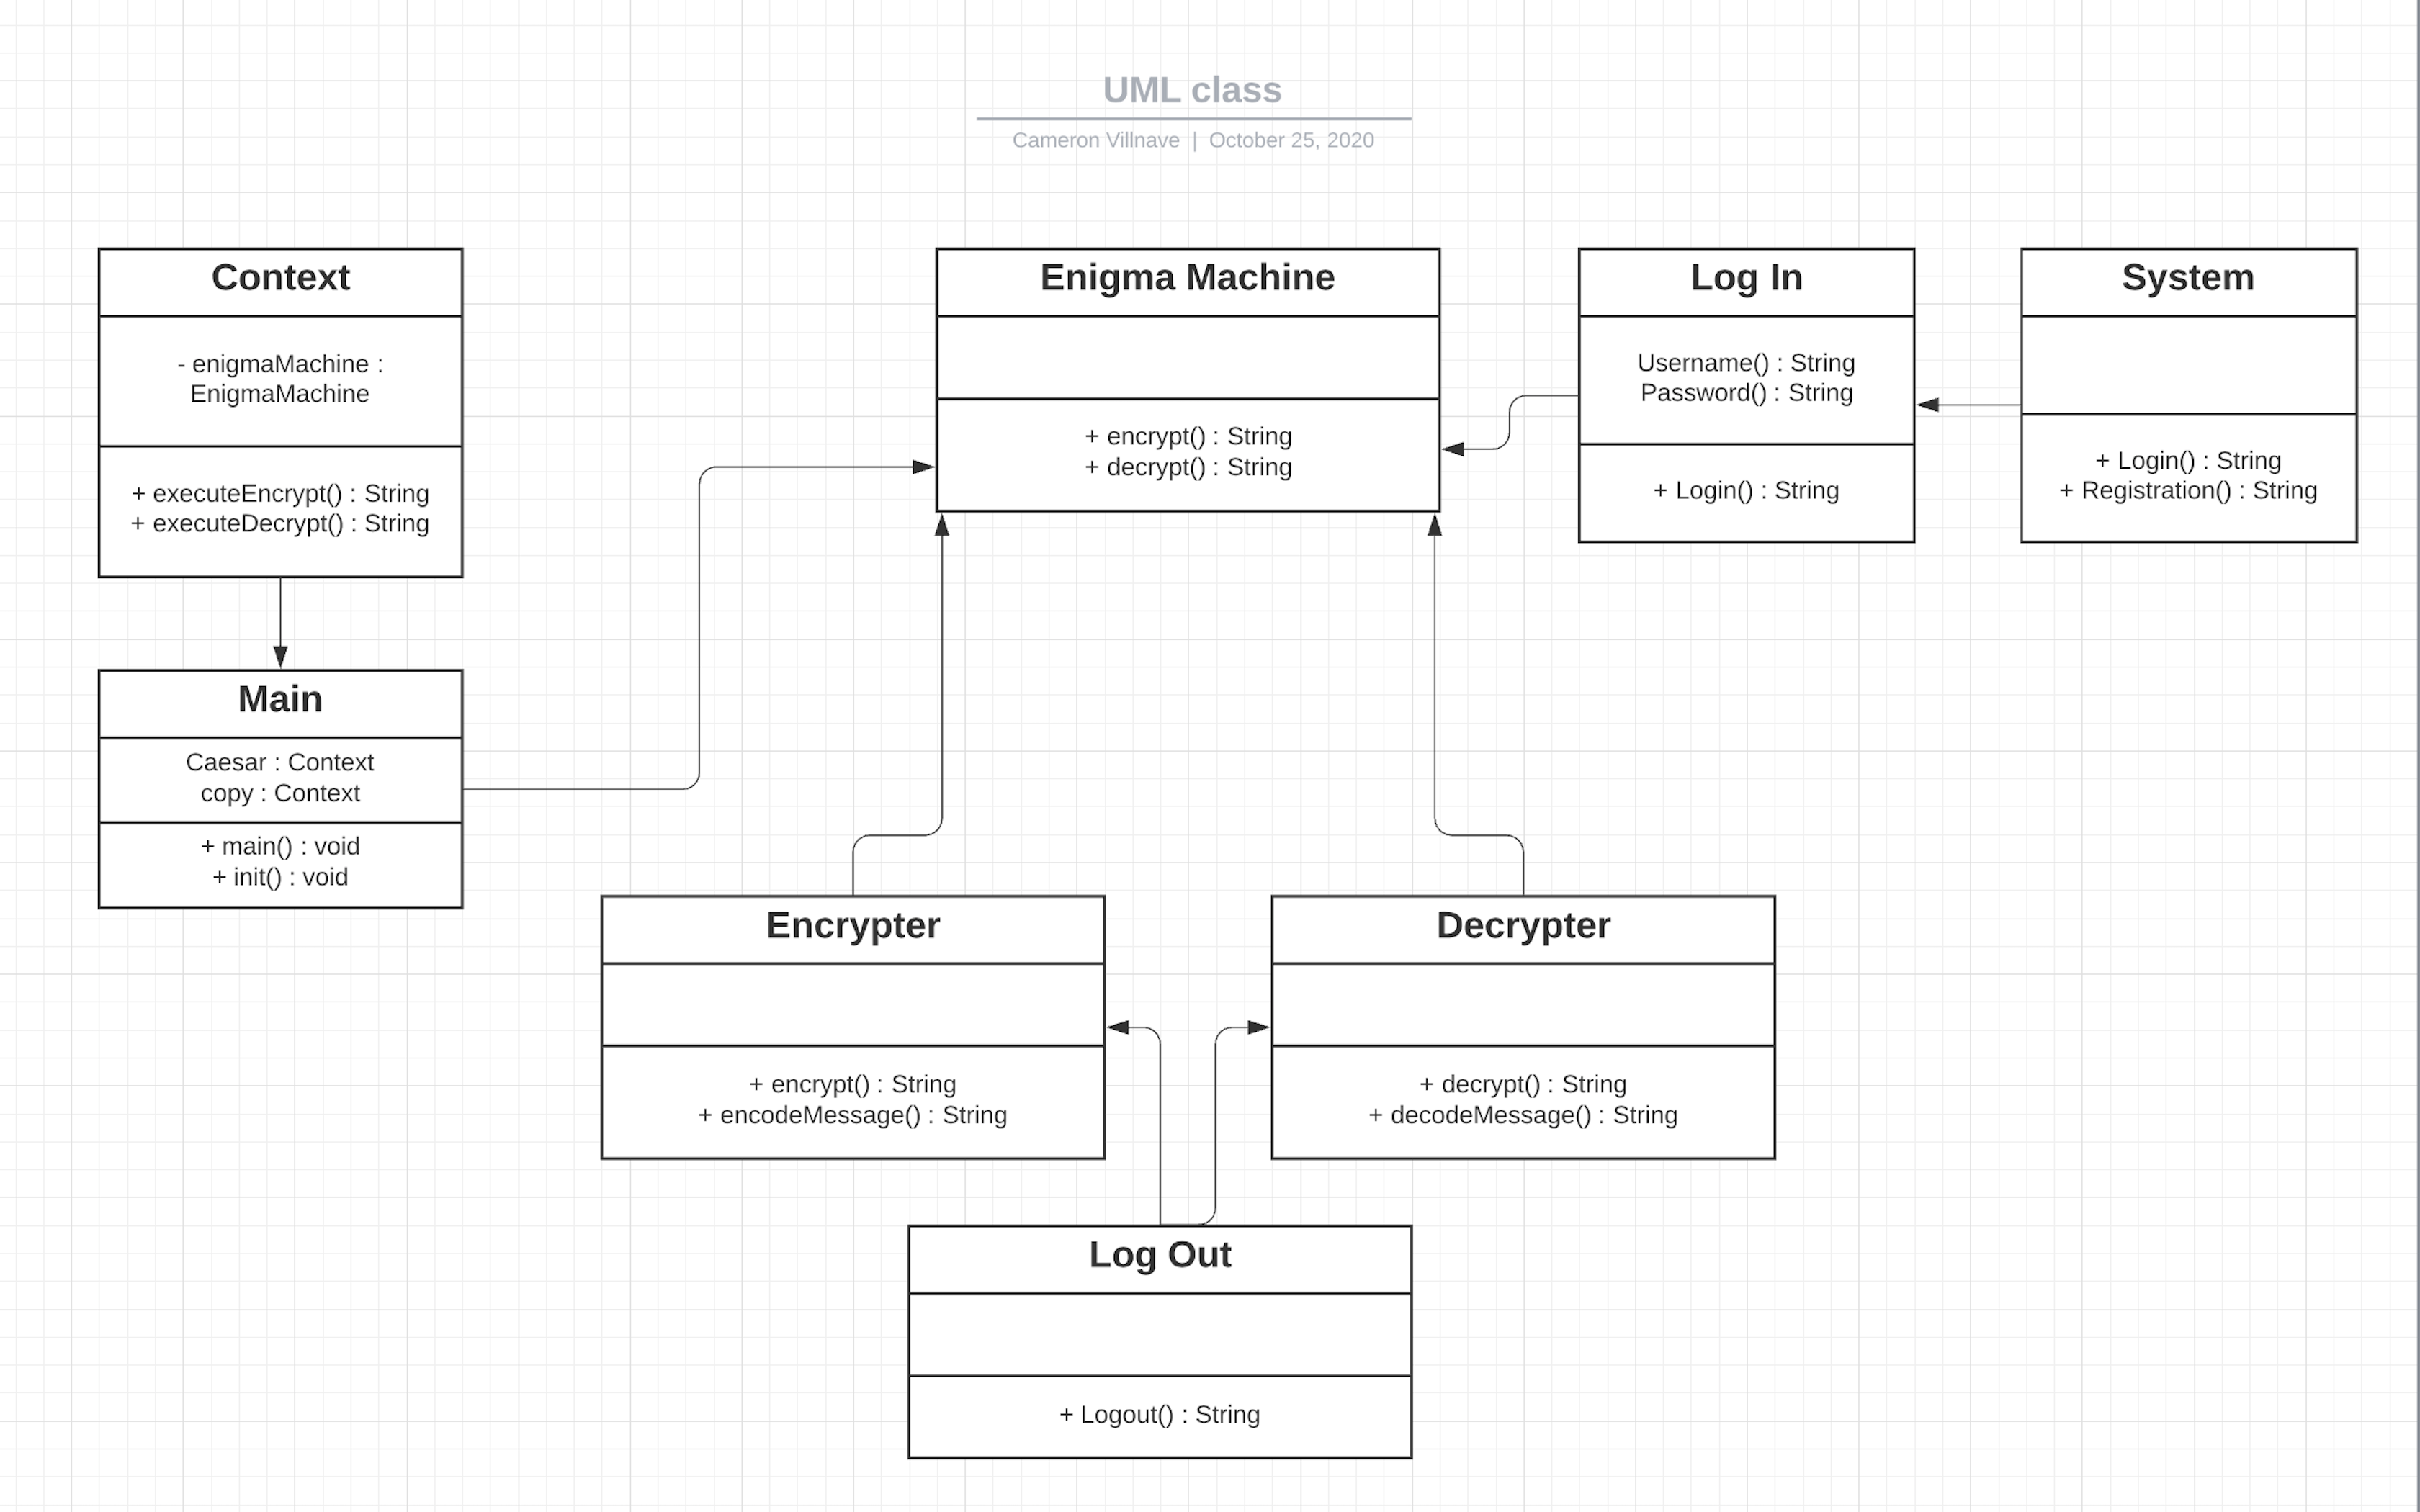 UML class
Cameron Villnave | October 25, 2020
Context
- enigmaMachine :
EnigmaMachine
+ executeEncrypt() : String
+ executeDecrypt() : String
Enigma Machine
+ encrypt() : String
+ decrypt() : String
Log In
Username() : String
Password() : String
+ Login() : String
System
+ Login() : String
+ Registration() : String
Main
Caesar : Context
copy : Context
+ main() : void
+ init() : void
Encrypter
+ encrypt() : String
+ encodeMessage() : String
Decrypter
+ decrypt() : String
+ decodeMessage() : String
Log Out
+ Logout() : String